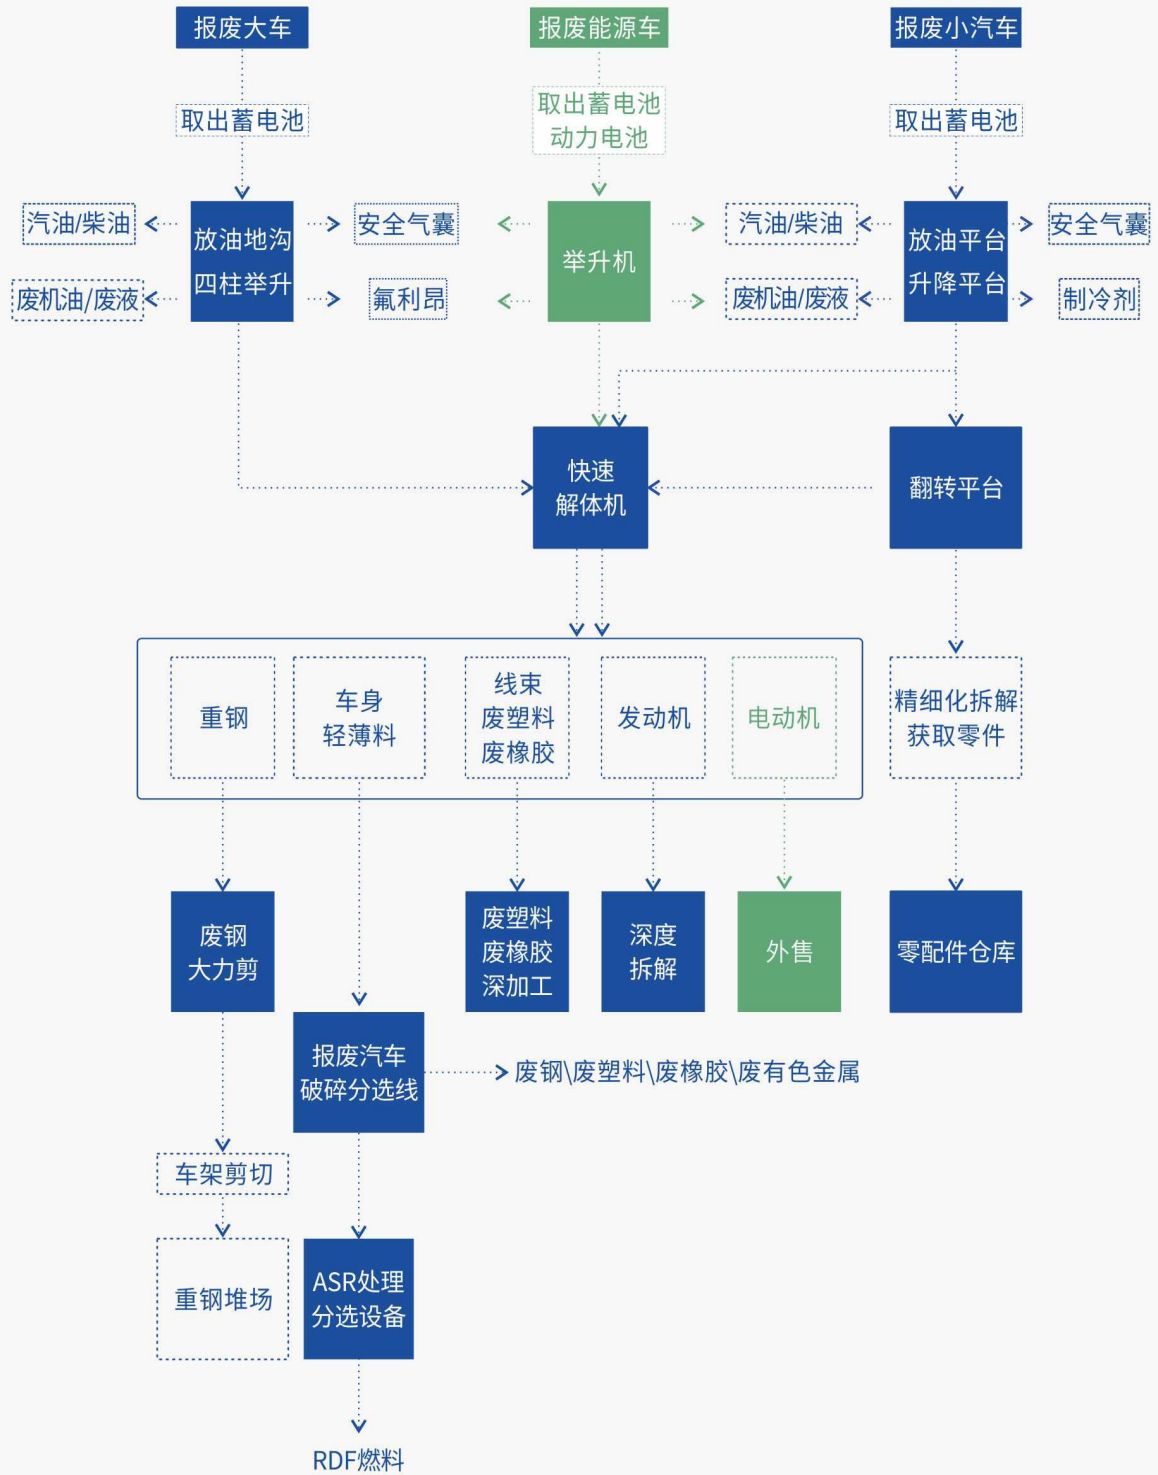 报废大车
报废能源车
报废小汽车
取出蓄电池
取出蓄电池
动力电池
取出蓄电池
汽油/柴油
放油地沟
四柱举升
安全气囊
废机油/废液
氟利昂
举升机
汽油/柴油
废机油/废液
放油平台
升降平台
安全气囊
制冷剂
快速
解体机
翻转平台
重钢
车身
轻薄料
线束
废塑料
废橡胶
发动机
电动机
精细化拆解
获取零件
废钢
大力剪
废塑料
废橡胶
深加工
深度
拆解
外售
零配件仓库
报废汽车
破碎分选线
废钢\废塑料\废橡胶\废有色金属
车架剪切
重钢堆场
ASR处理
分选设备
RDF燃料